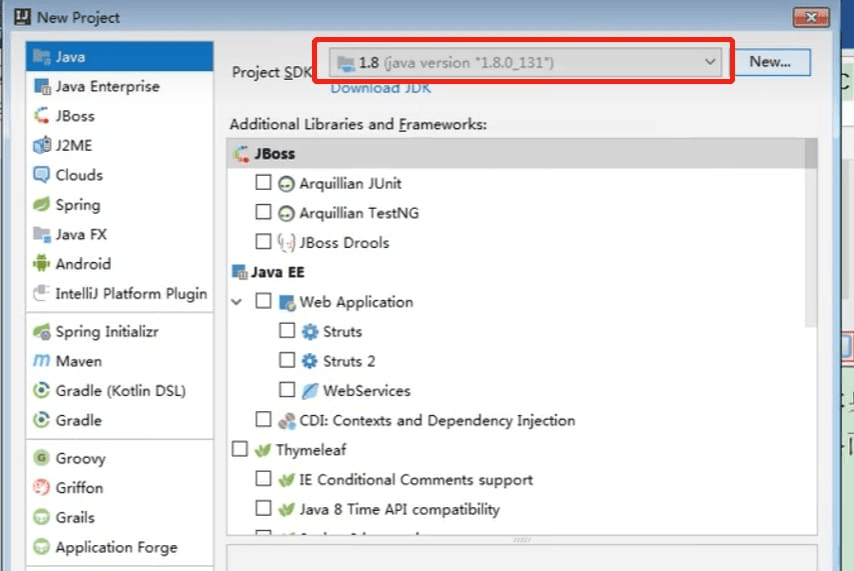 New Project
Java
Java Enterprise
JBoss
J2ME
Clouds
Spring
Java FX
Android
IntelliJ Platform Plugin
Spring Initializr
Maven
Gradle (Kotlin DSL)
Gradle
Groovy
Griffon
Grails
Application Forge
Project SDK
1.8 (java version "1.8.0_131")
New...
Download JDK
Additional Libraries and Frameworks:
JBoss
Arquillian JUnit
Arquillian TestNG
JBoss Drools
Java EE
Web Application
Struts
Struts 2
WebServices
CDI: Contexts and Dependency Injection
Thymeleaf
IE Conditional Comments support
Java 8 Time API compatibility